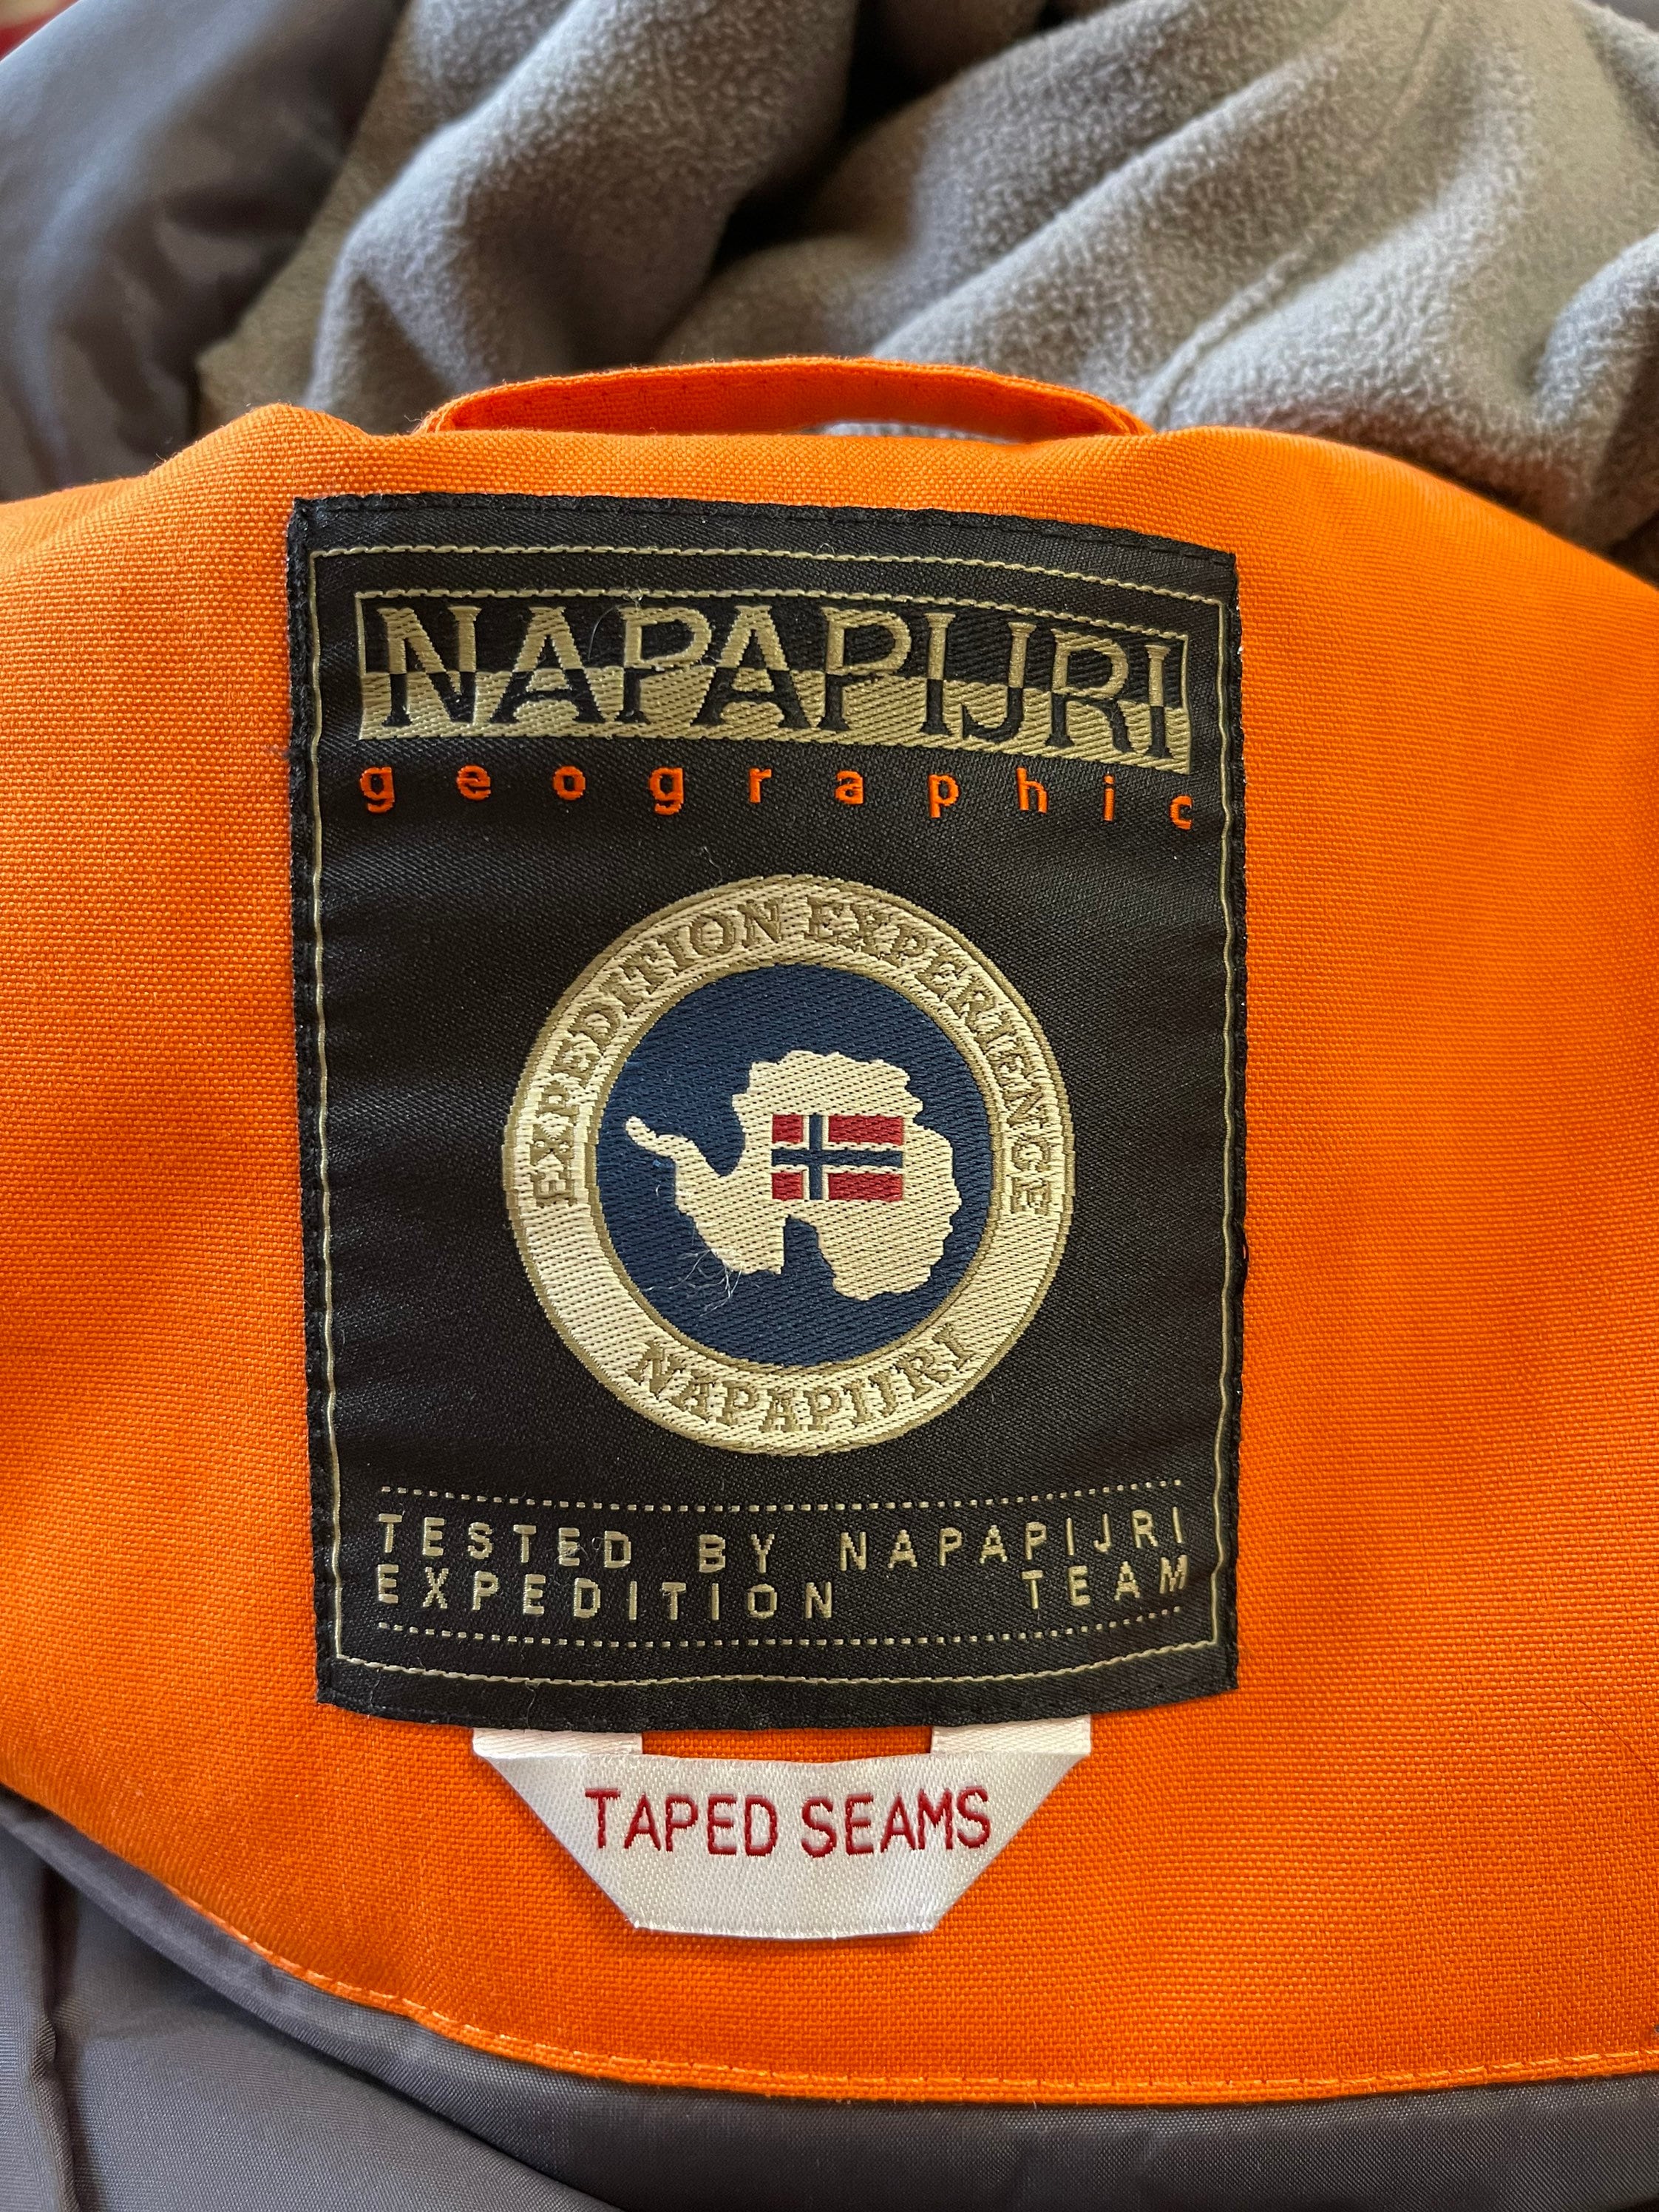 NAPAPIJRI
geographic
EXPEDITION EXPERIENCE
NAPAPIJRI
TESTED BY NAPAPIJRI
EXPEDITION TEAM
TAPED SEAMS